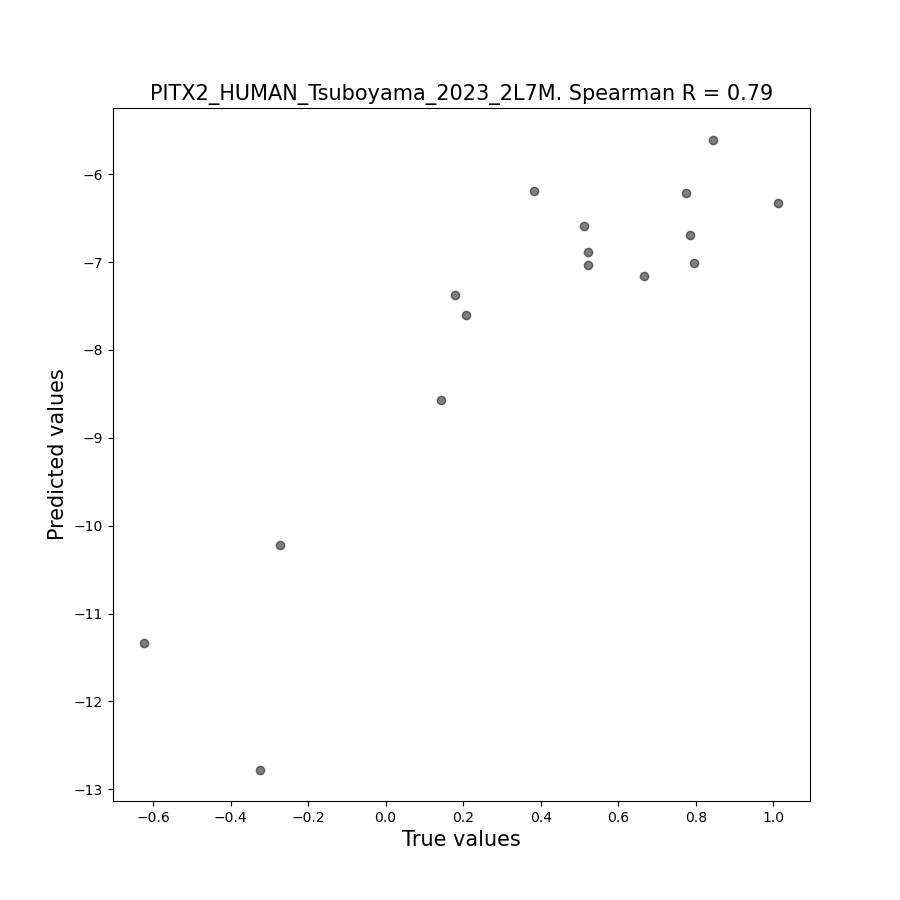 PITX2_HUMAN_Tsuboyama_2023_2L7M. Spearman R = 0.79
Predicted values
−6
−7
−8
−9
−10
−11
−12
−13
−0.6 −0.4 −0.2 0.0 0.2 0.4 0.6 0.8 1.0
True values